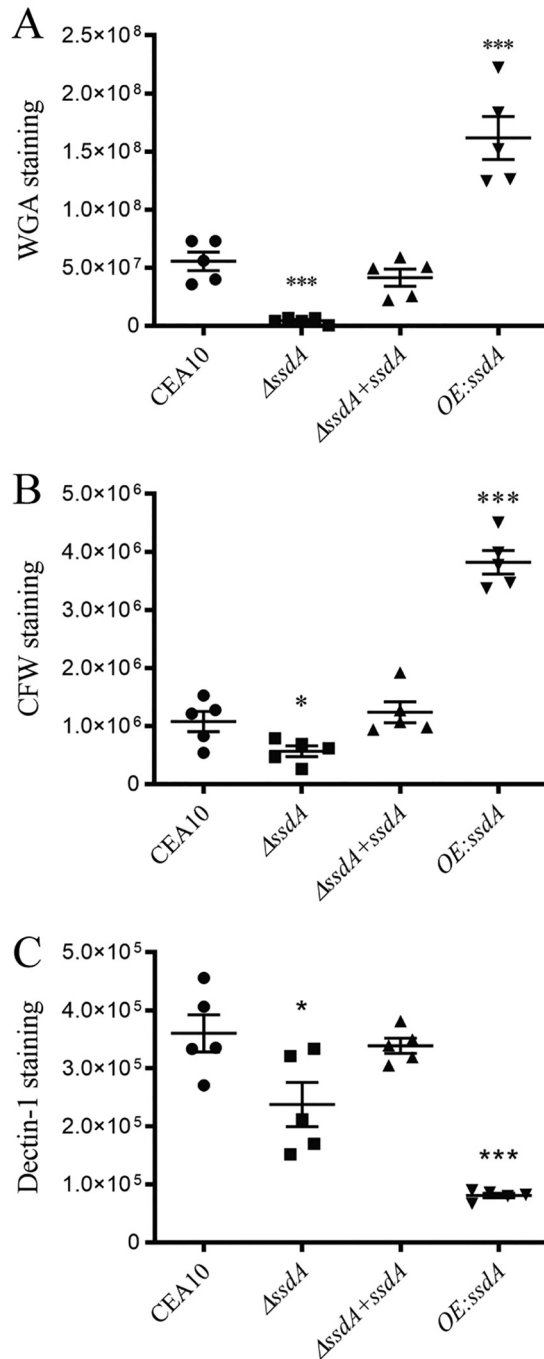 A
WGA staining
2.5×10⁸
2.0×10⁸
1.5×10⁸
1.0×10⁸
5.0×10⁷
0
***
***
CEA10
ΔssdA
ΔssdA+ssdA
OE:ssdA
B
CFW staining
5.0×10⁶
4.0×10⁶
3.0×10⁶
2.0×10⁶
1.0×10⁶
0
*
***
CEA10
ΔssdA
ΔssdA+ssdA
OE:ssdA
C
Dectin-1 staining
5.0×10⁵
4.0×10⁵
3.0×10⁵
2.0×10⁵
1.0×10⁵
0
*
***
CEA10
ΔssdA
ΔssdA+ssdA
OE:ssdA